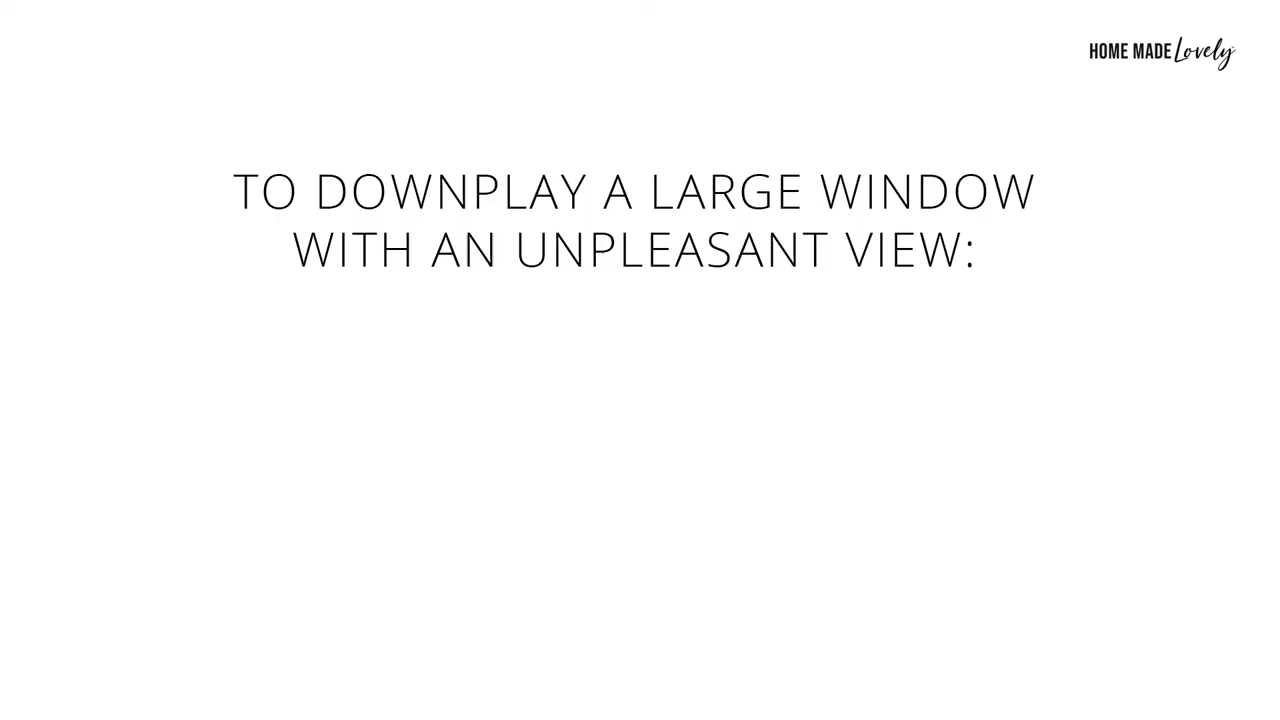 HOME MADE Lovely
TO DOWNPLAY A LARGE WINDOW
WITH AN UNPLEASANT VIEW: